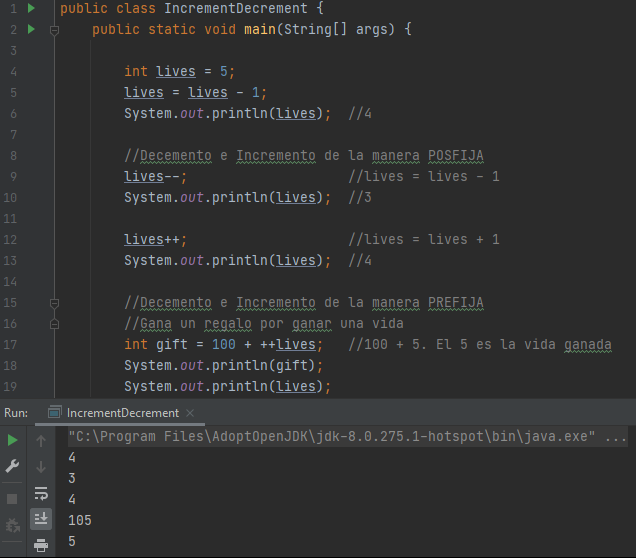 1 public class IncrementDecrement {
2 public static void main(String[] args) {
3
4 int lives = 5;
5 lives = lives - 1;
6 System.out.println(lives); //4
7
8 //Decemento e Incremento de la manera POSFIJA
9 lives--; //lives = lives - 1
10 System.out.println(lives); //3
11
12 lives++; //lives = lives + 1
13 System.out.println(lives); //4
14
15 //Decemento e Incremento de la manera PREFIJA
16 //Gana un regalo por ganar una vida
17 int gift = 100 + ++lives; //100 + 5. El 5 es la vida ganada
18 System.out.println(gift);
19 System.out.println(lives);
Run: IncrementDecrement ×
"C:\Program Files\AdoptOpenJDK\jdk-8.0.275.1-hotspot\bin\java.exe" ...
4
3
4
105
5